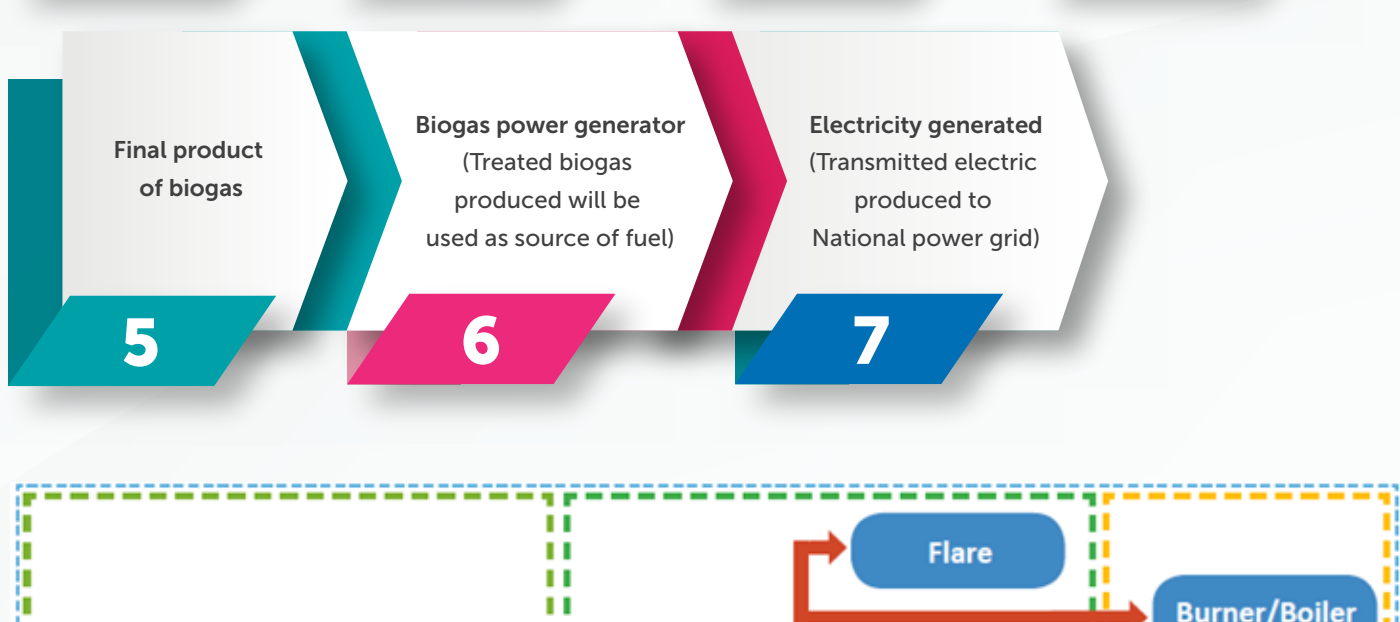 Final product
of biogas
5
Biogas power generator
(Treated biogas
produced will be
used as source of fuel)
6
Electricity generated
(Transmitted electric
produced to
National power grid)
7
Flare
Burner/Boiler